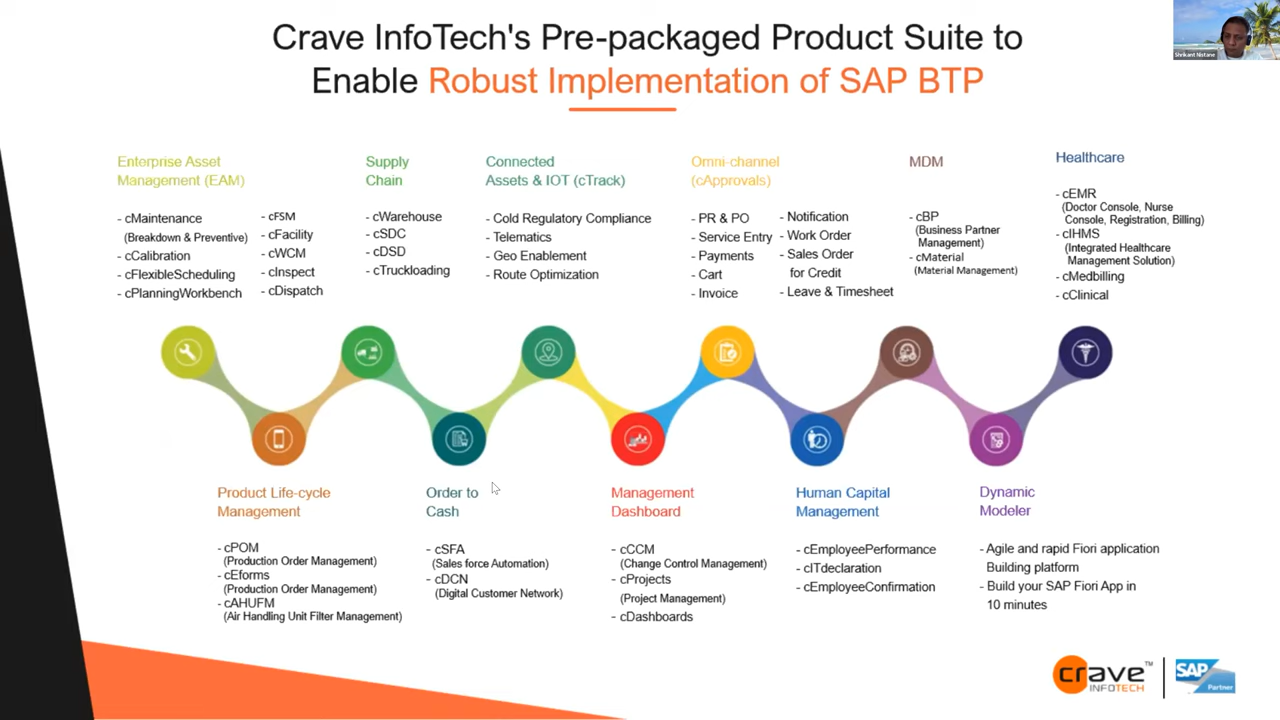 Crave InfoTech's Pre-packaged Product Suite to
Enable Robust Implementation of SAP BTP
Shrikant Nistane
Enterprise Asset
Management (EAM)
- cMaintenance
(Breakdown & Preventive)
- cCalibration
- cFlexibleScheduling
- cPlanningWorkbench
- cFSM
- cFacility
- cWCM
- cInspect
- cDispatch
Supply
Chain
- cWarehouse
- cSDC
- cDSD
- cTruckloading
Connected
Assets & IOT (cTrack)
- Cold Regulatory Compliance
- Telematics
- Geo Enablement
- Route Optimization
Omni-channel
(cApprovals)
- PR & PO
- Service Entry
- Payments
- Cart
- Invoice
- Notification
- Work Order
- Sales Order
for Credit
- Leave & Timesheet
MDM
- cBP
(Business Partner
Management)
- cMaterial
(Material Management)
Healthcare
- cEMR
(Doctor Console, Nurse
Console, Registration, Billing)
- cIHMS
(Integrated Healthcare
Management Solution)
- cMedbilling
- cClinical
Product Life-cycle
Management
- cPOM
(Production Order Management)
- cEforms
(Production Order Management)
- cAHUFM
(Air Handling Unit Filter Management)
Order to
Cash
- cSFA
(Sales force Automation)
- cDCN
(Digital Customer Network)
Management
Dashboard
- cCCM
(Change Control Management)
- cProjects
(Project Management)
- cDashboards
Human Capital
Management
- cEmployeePerformance
- cITdeclaration
- cEmployeeConfirmation
Dynamic
Modeler
- Agile and rapid Fiori application
Building platform
- Build your SAP Fiori App in
10 minutes
crave™
INFOTECH
SAP
Partner